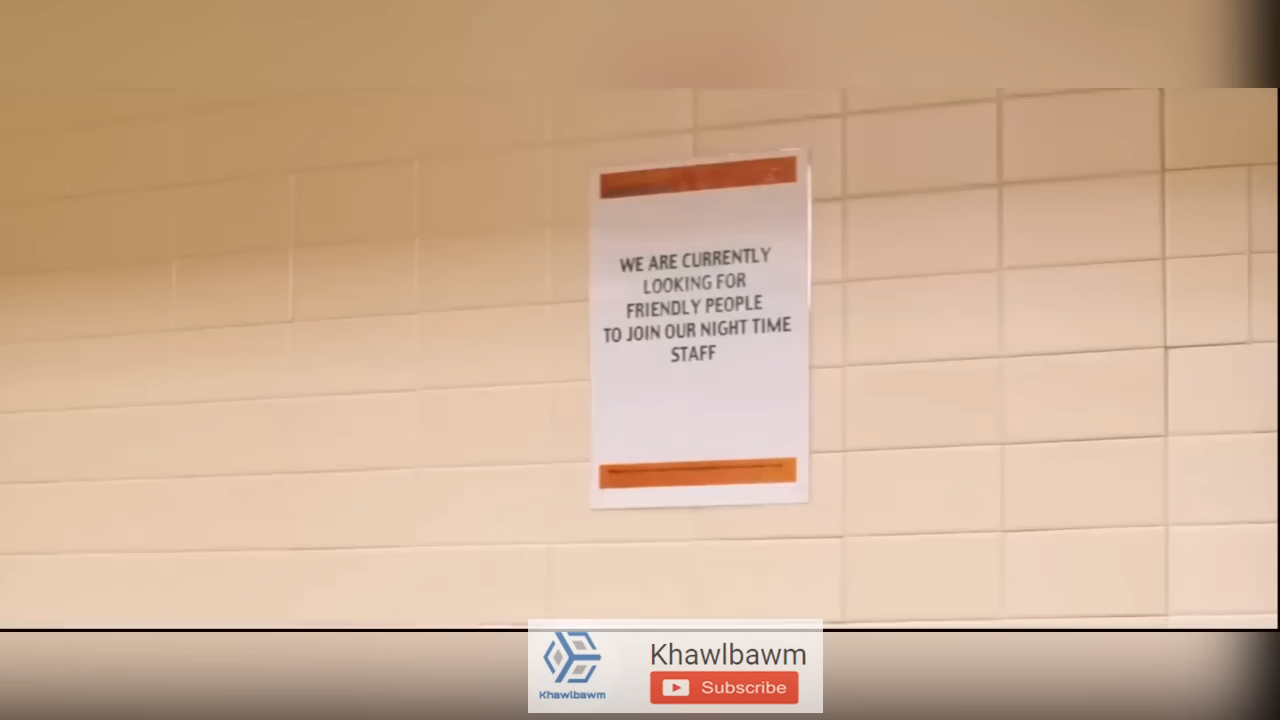 WE ARE CURRENTLY
LOOKING FOR
FRIENDLY PEOPLE
TO JOIN OUR NIGHT TIME
STAFF
Khawlbawm
Khawlbawm
Subscribe